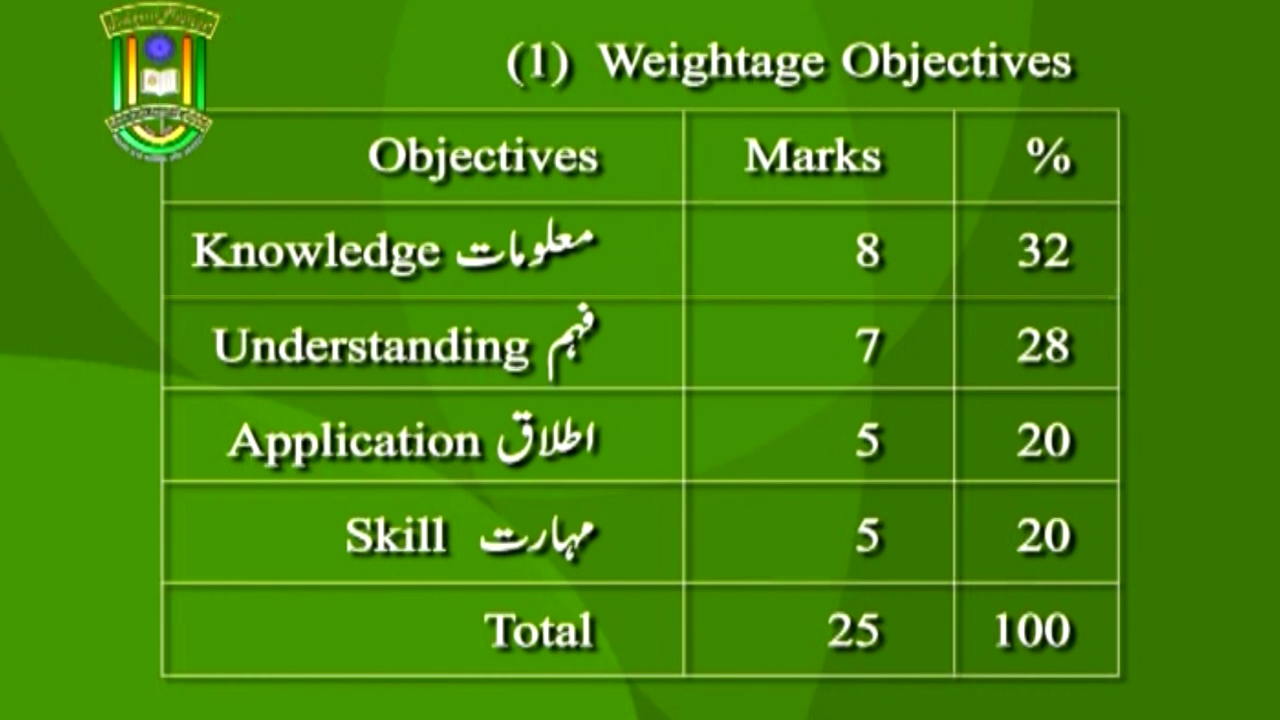 (1) Weightage Objectives
Objectives Marks %
Knowledge معلومات 8 32
Understanding فہم 7 28
Application اطلاق 5 20
Skill مہارت 5 20
Total 25 100